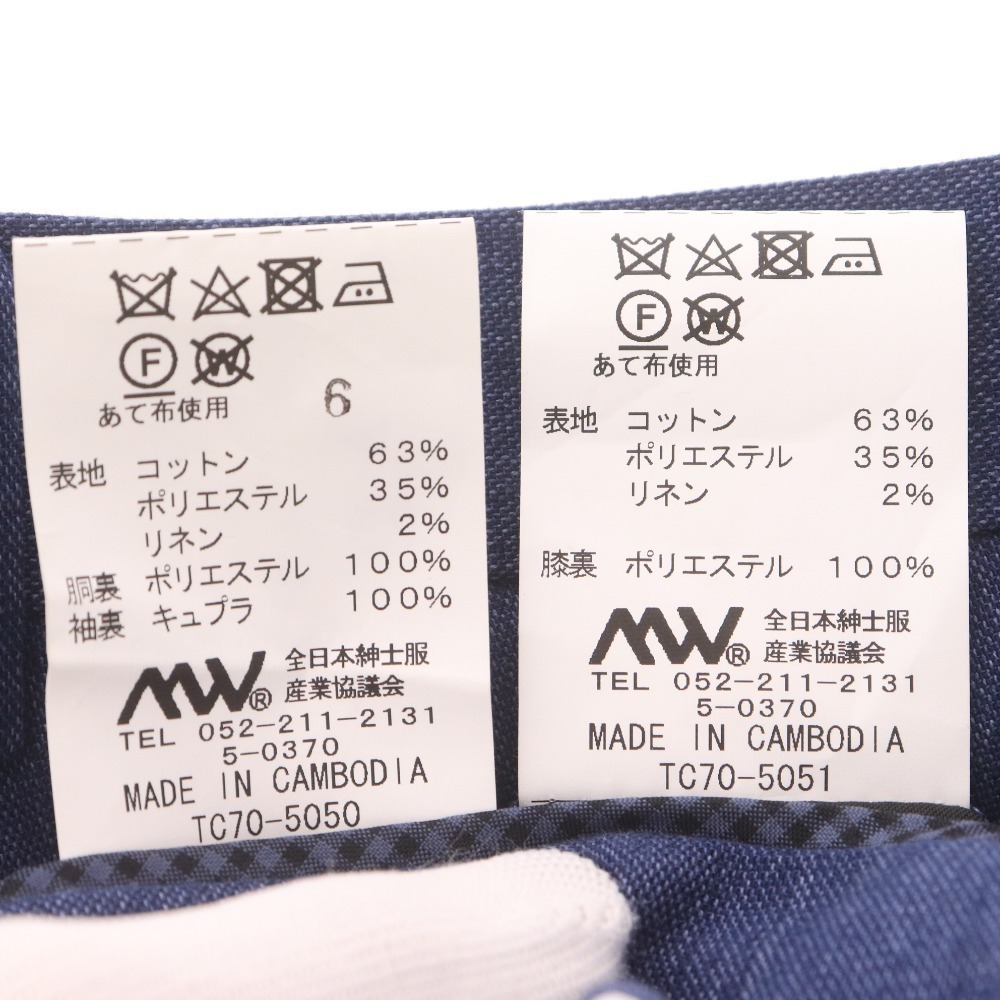 F W
あて布使用
6
表地 コットン 63%
ポリエステル 35%
リネン 2%
胴裏 ポリエステル 100%
袖裏 キュプラ 100%
MW® 全日本紳士服
産業協議会
TEL 052-211-2131
5-0370
MADE IN CAMBODIA
TC70-5050
F W
あて布使用
表地 コットン 63%
ポリエステル 35%
リネン 2%
膝裏 ポリエステル 100%
MW® 全日本紳士服
産業協議会
TEL 052-211-2131
5-0370
MADE IN CAMBODIA
TC70-5051